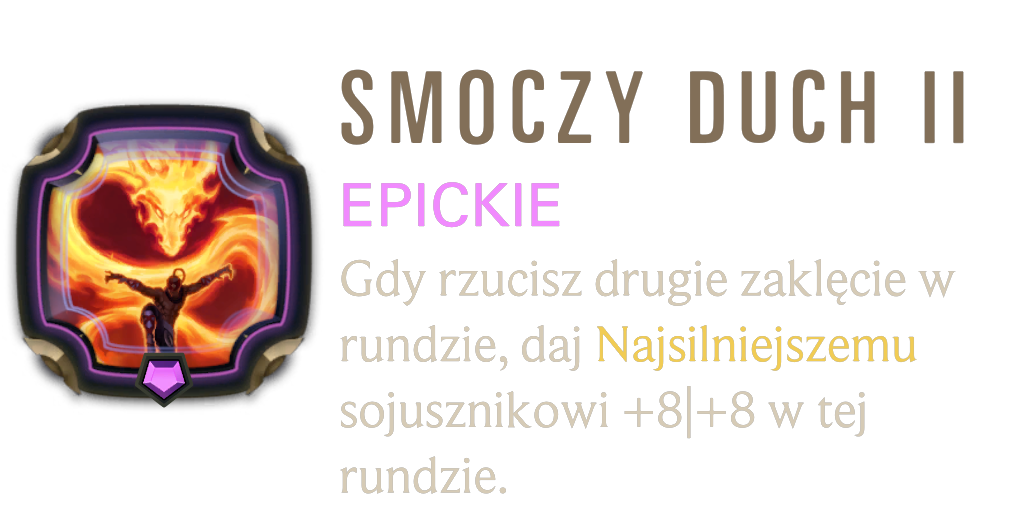 SMOCZY DUCH II
EPICKIE
Gdy rzucisz drugie zaklęcie w
rundzie, daj Najsilniejszemu
sojusznikowi +8|+8 w tej
rundzie.